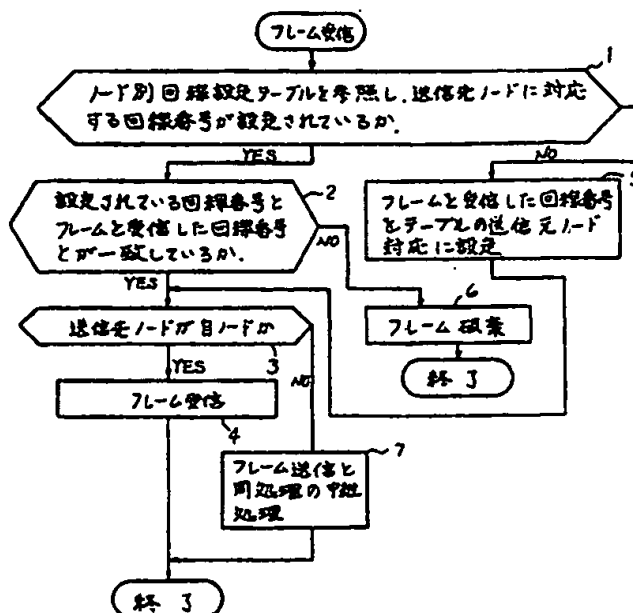 フレーム受信
1
ノード別回線設定テーブルを参照し、送信先ノードに対応
する回線番号が設定されているか.
YES
NO
2
設定されている回線番号と
フレームと受信した回線番号
とが一致しているか.
YES
NO
5
フレームと受信した回線番号
をテーブルの送信元ノード
対応に設定
6
フレーム破棄
終了
送信先ノードが自ノードか
3
YES
NO
フレーム受信
4
7
フレーム送信と
同処理の中継
処理
終了